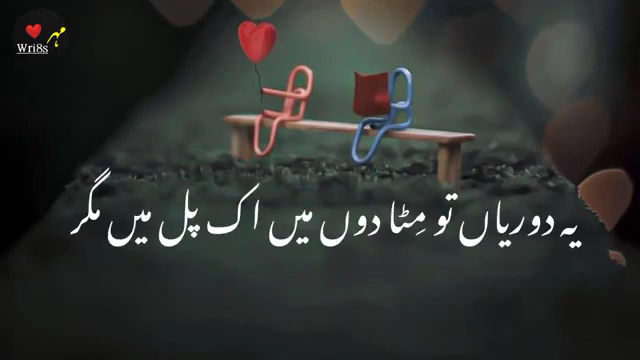 مہر
Wri8s
یہ دوریاں تو مِٹا دوں میں اک پل میں مگر